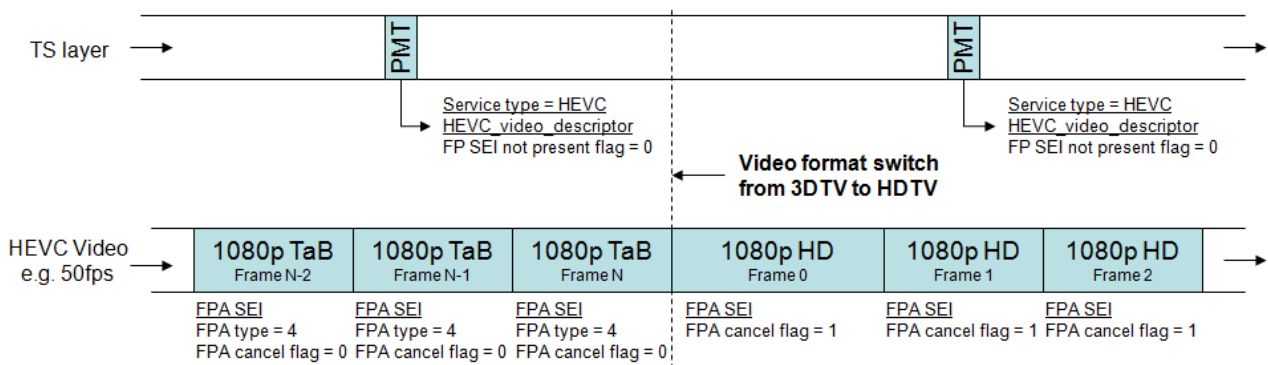 TS layer
PMT
PMT
Service type = HEVC
HEVC_video_descriptor
FP SEI not present flag = 0
Service type = HEVC
HEVC_video_descriptor
FP SEI not present flag = 0
Video format switch
from 3DTV to HDTV
HEVC Video
e.g. 50fps
1080p TaB
Frame N-2
1080p TaB
Frame N-1
1080p TaB
Frame N
1080p HD
Frame 0
1080p HD
Frame 1
1080p HD
Frame 2
FPA SEI
FPA type = 4
FPA cancel flag = 0
FPA SEI
FPA type = 4
FPA cancel flag = 0
FPA SEI
FPA type = 4
FPA cancel flag = 0
FPA SEI
FPA cancel flag = 1
FPA SEI
FPA cancel flag = 1
FPA SEI
FPA cancel flag = 1